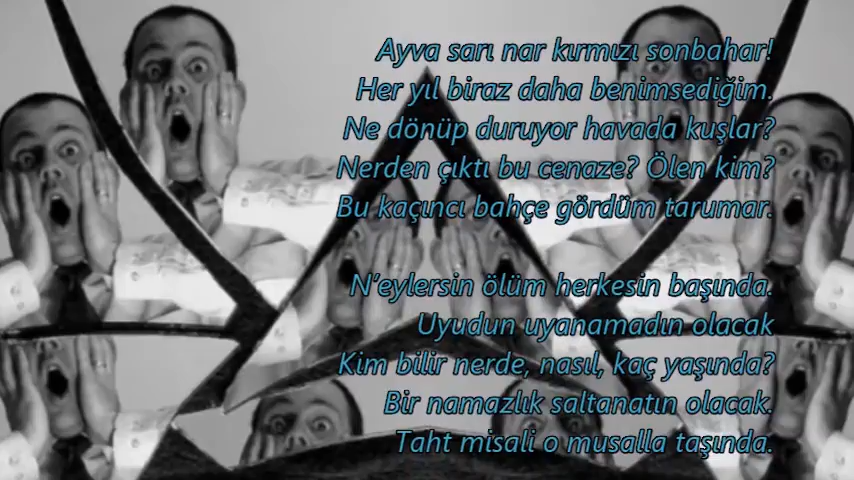 Ayva sarı nar kırmızı sonbahar!
Her yıl biraz daha benimsediğim.
Ne dönüp duruyor havada kuşlar?
Nerden çıktı bu cenaze? Ölen kim?
Bu kaçıncı bahçe gördüm tarumar.
N’eylersin ölüm herkesin başında.
Uyudun uyanamadın olacak
Kim bilir nerde, nasıl, kaç yaşında?
Bir namazlık saltanatın olacak.
Taht misali o musalla taşında.